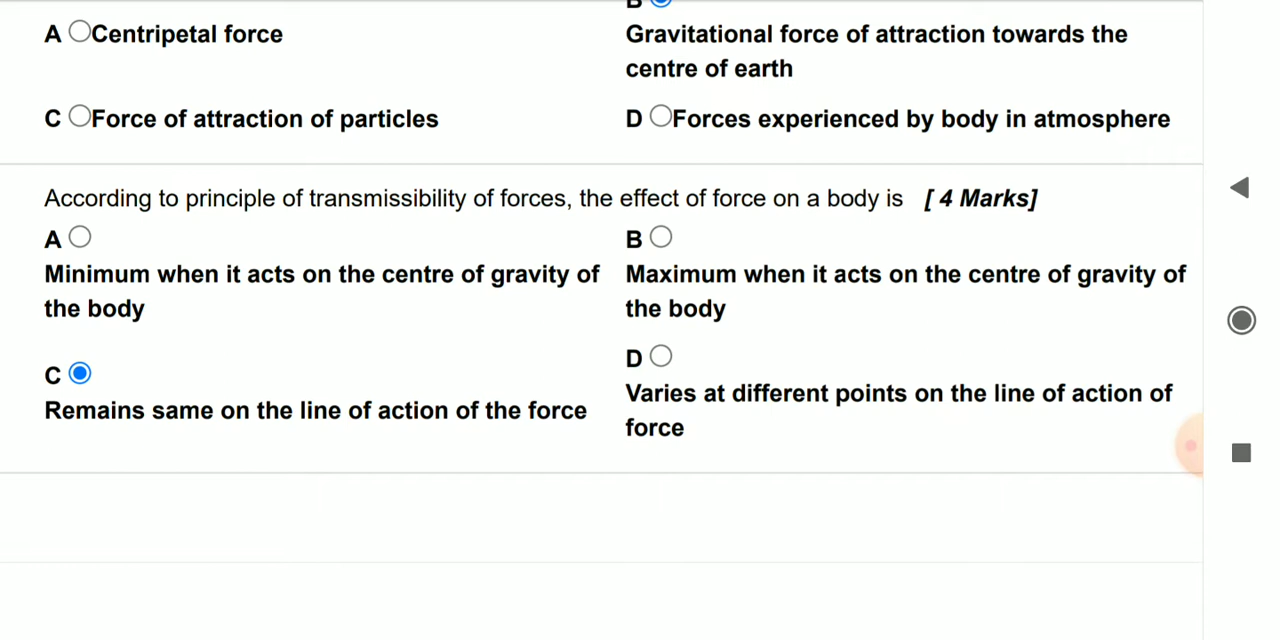 B
A Centripetal force
Gravitational force of attraction towards the
centre of earth
C Force of attraction of particles
D Forces experienced by body in atmosphere
According to principle of transmissibility of forces, the effect of force on a body is [ 4 Marks]
A
Minimum when it acts on the centre of gravity of
the body
B
Maximum when it acts on the centre of gravity of
the body
C
Remains same on the line of action of the force
D
Varies at different points on the line of action of
force